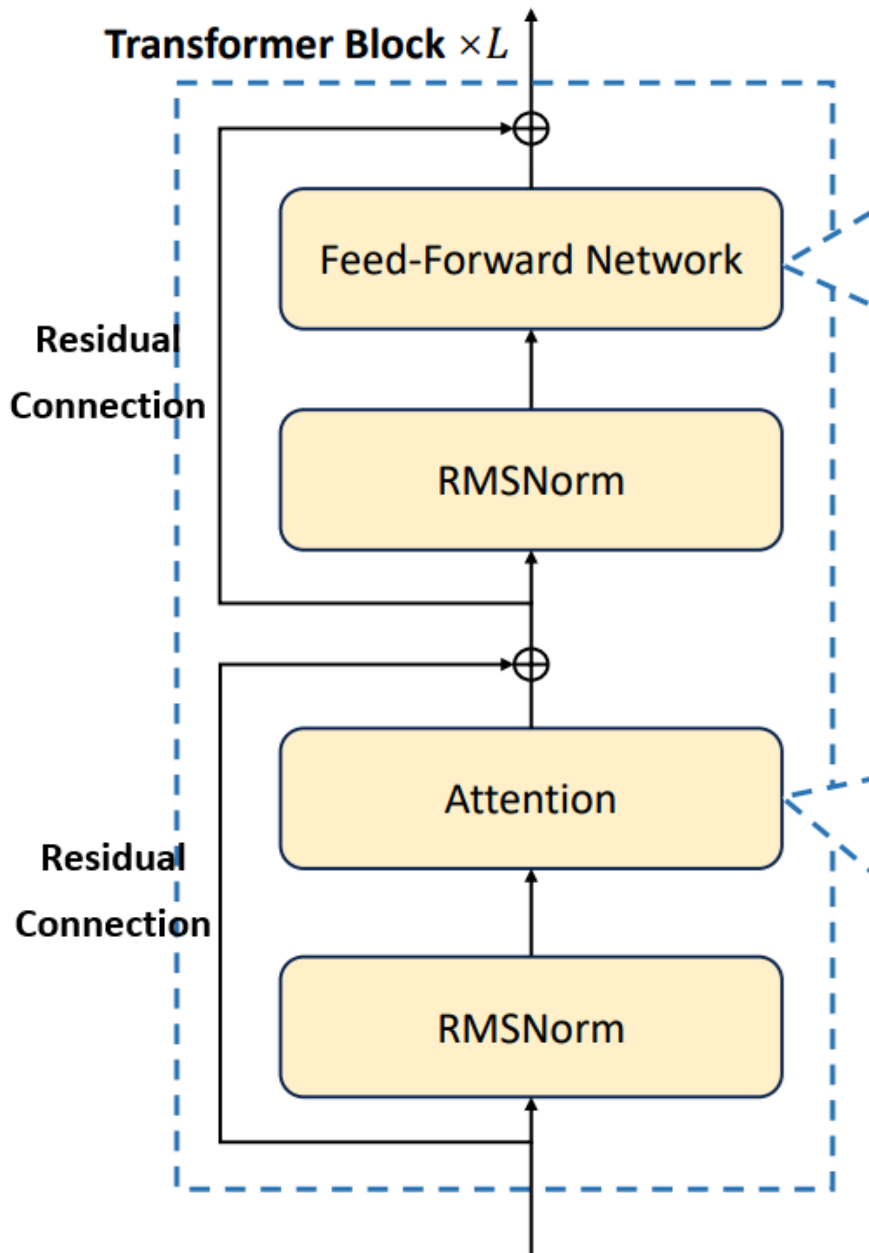 Transformer Block ×L
Feed-Forward Network
Residual
Connection
RMSNorm
Attention
Residual
Connection
RMSNorm